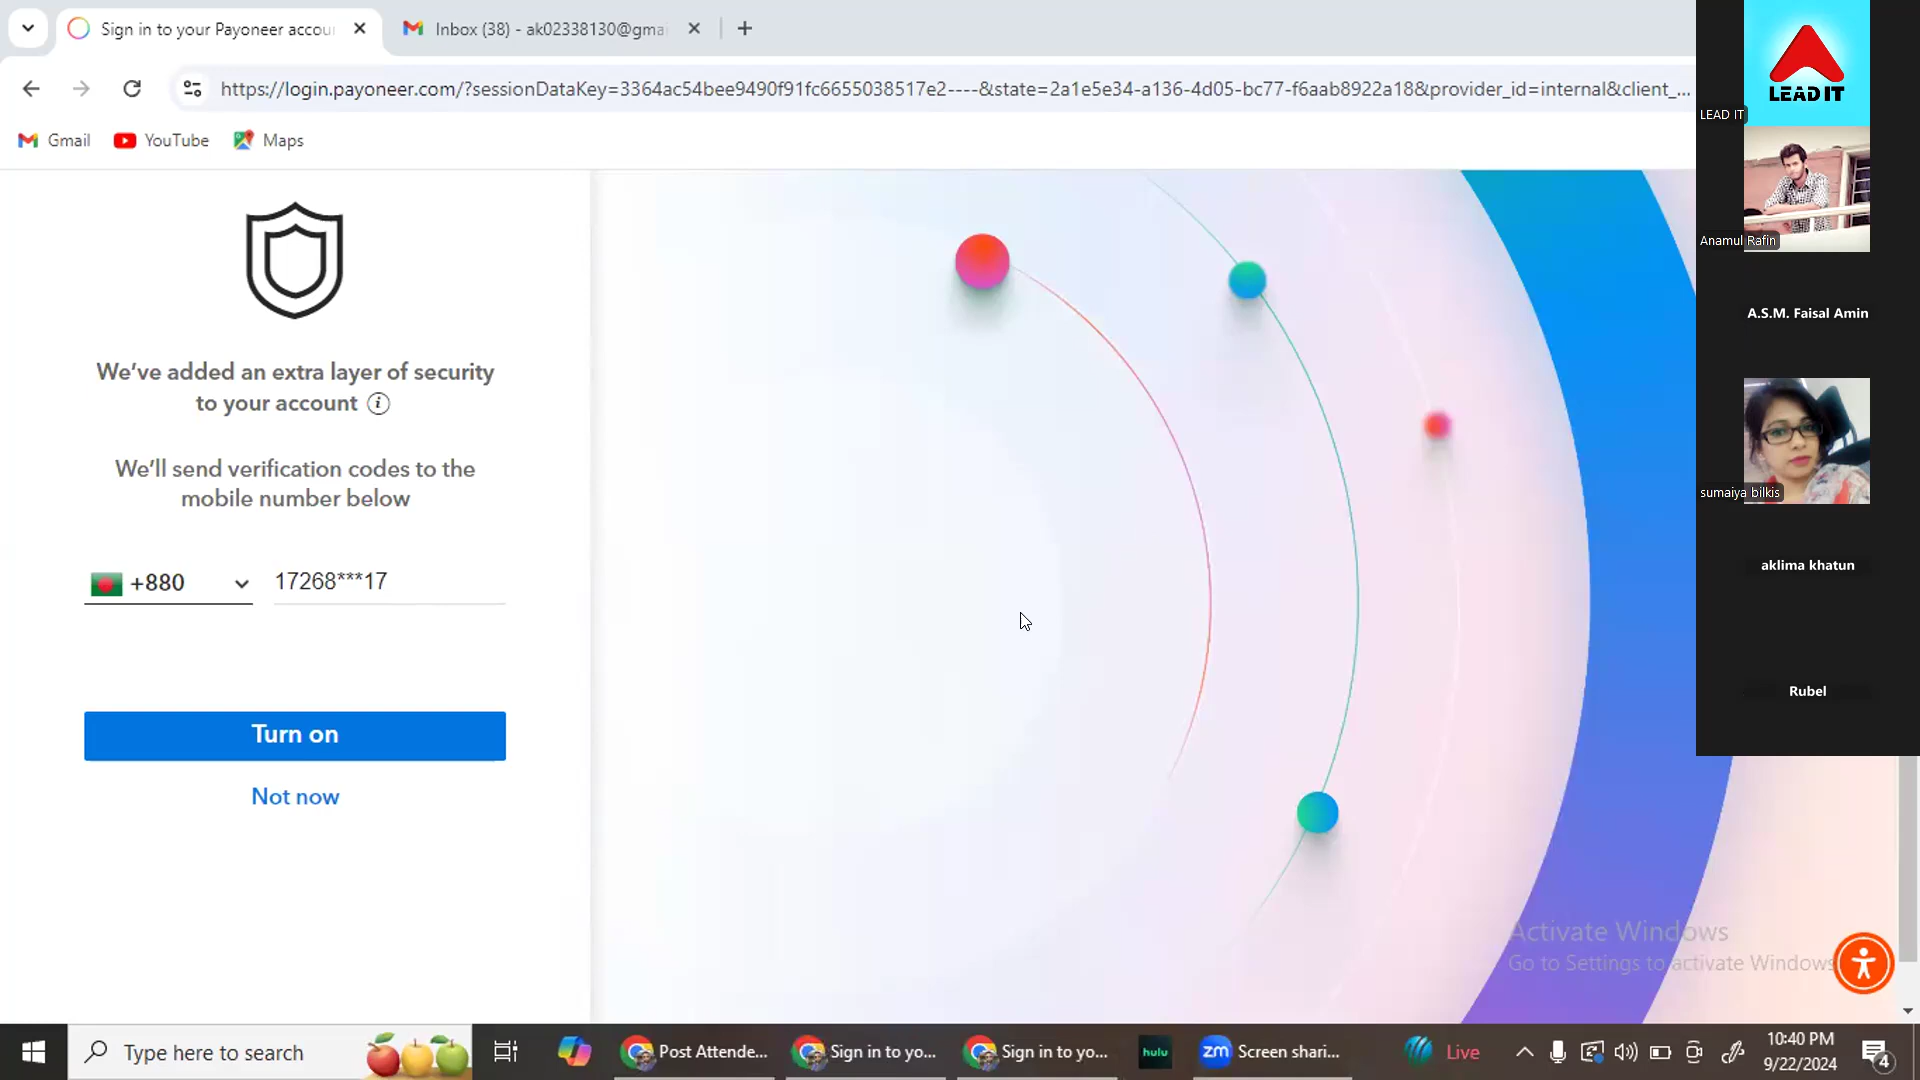 Sign in to your Payoneer accou
Inbox (38) - ak02338130@gma
https://login.payoneer.com/?sessionDataKey=3364ac54bee9490f91fc6655038517e2----&state=2a1e5e34-a136-4d05-bc77-f6aab8922a18&provider_id=internal&client_...
Gmail
YouTube
Maps
We've added an extra layer of security
to your account
We'll send verification codes to the
mobile number below
+880
17268***17
Turn on
Not now
LEAD IT
LEAD IT
Anamul Rafin
A.S.M. Faisal Amin
sumaiya bilkis
aklima khatun
Rubel
Activate Windows
Go to Settings to activate Windows
Type here to search
Post Attende...
Sign in to yo...
Sign in to yo...
hulu
zm
Screen shari...
Live
10:40 PM
9/22/2024
4